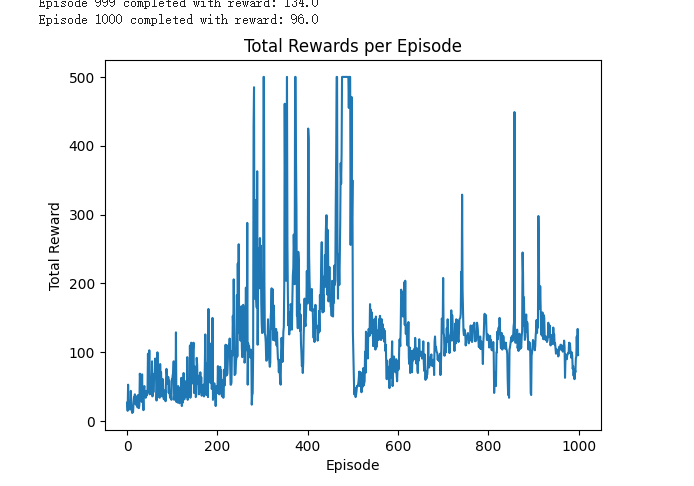 Episode 999 completed with reward: 134.0
Episode 1000 completed with reward: 96.0
Total Rewards per Episode
500
400
300
200
100
0
Total Reward
0 200 400 600 800 1000
Episode